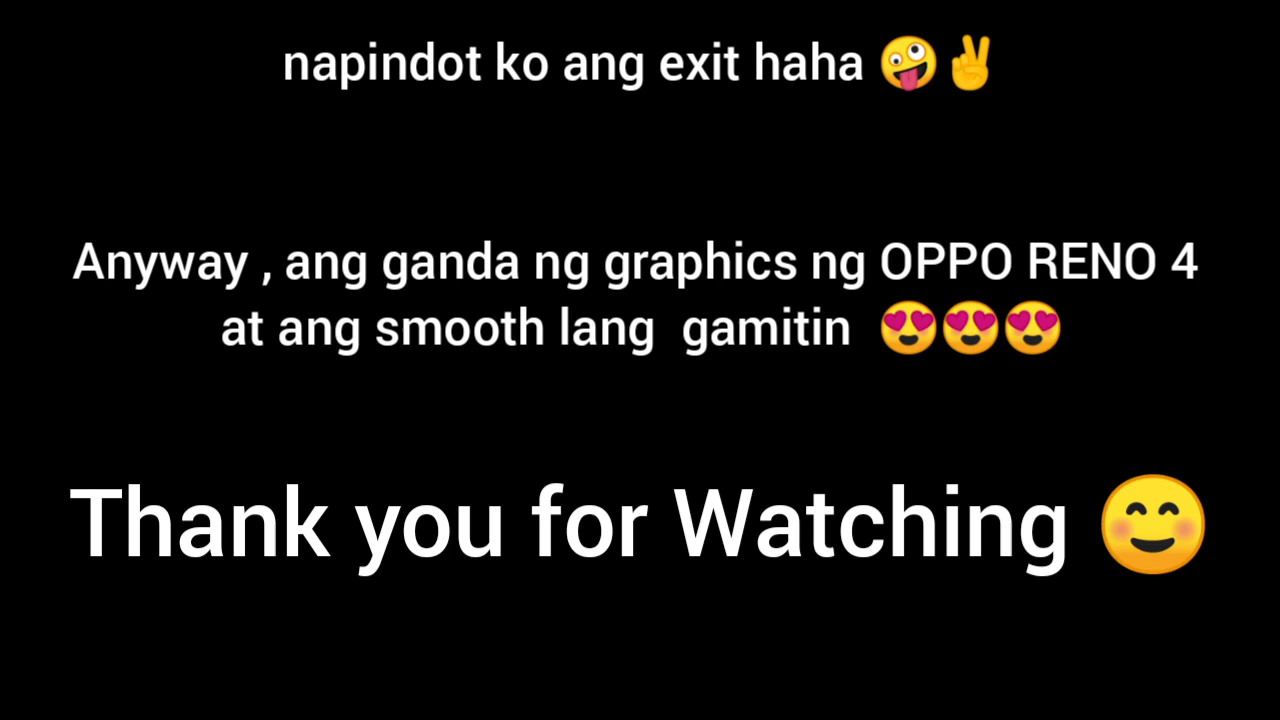 napindot ko ang exit haha 🤪✌️
Anyway , ang ganda ng graphics ng OPPO RENO 4
at ang smooth lang  gamitin  😍😍😍
Thank you for Watching 😊